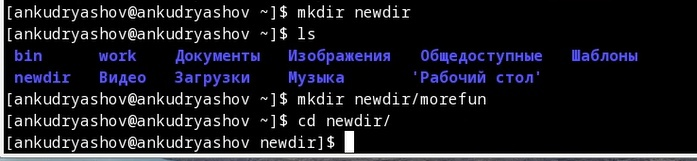 [ankudryashov@ankudryashov ~]$ mkdir newdir
[ankudryashov@ankudryashov ~]$ ls
bin work Документы Изображения Общедоступные Шаблоны
newdir Видео Загрузки Музыка 'Рабочий стол'
[ankudryashov@ankudryashov ~]$ mkdir newdir/morefun
[ankudryashov@ankudryashov ~]$ cd newdir/
[ankudryashov@ankudryashov newdir]$